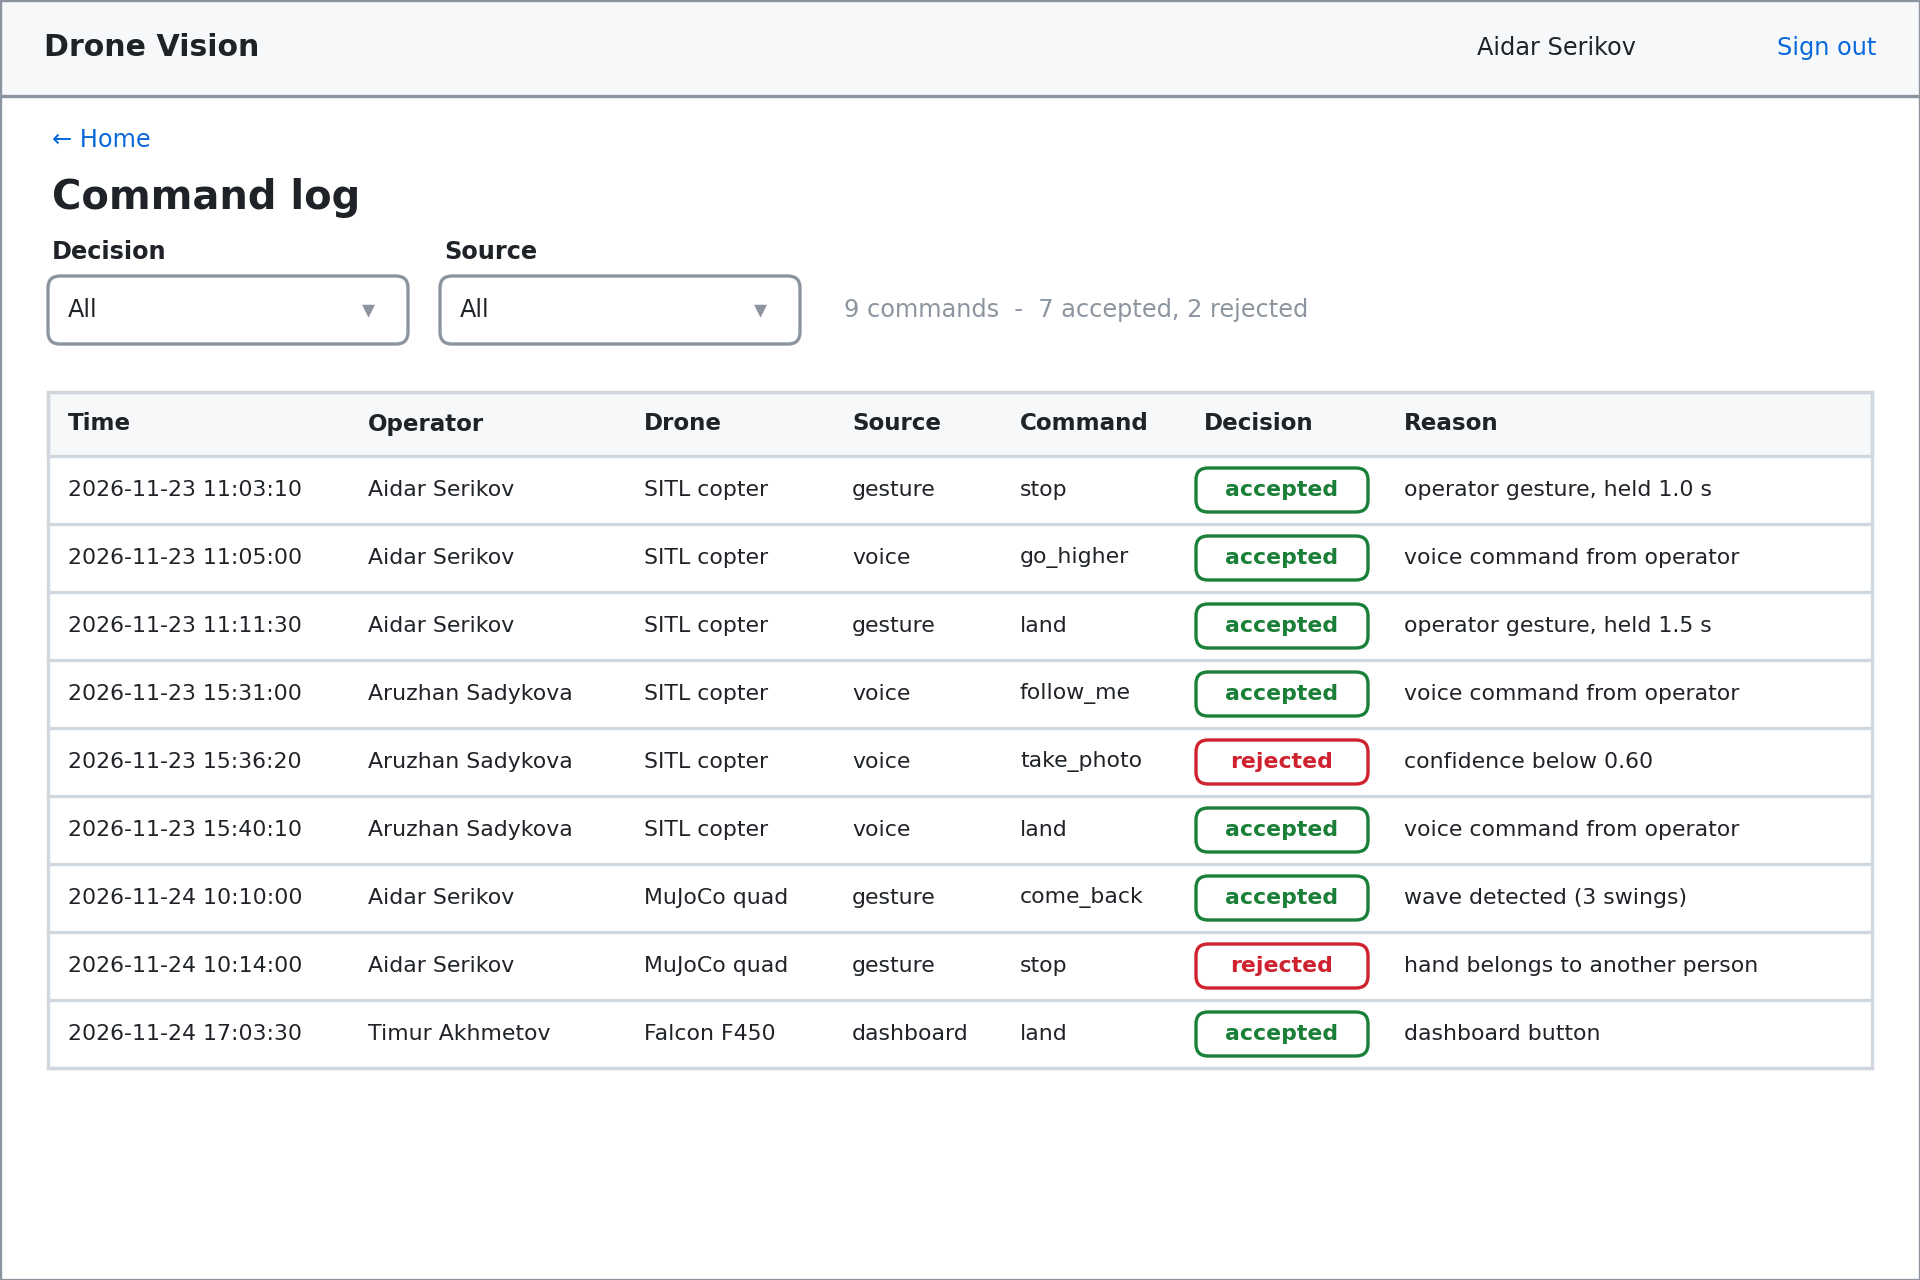 Drone Vision Aidar Serikov Sign out
← Home
Command log
Decision Source
All ▼ All ▼ 9 commands - 7 accepted, 2 rejected
Time Operator Drone Source Command Decision Reason
2026-11-23 11:03:10 Aidar Serikov SITL copter gesture stop accepted operator gesture, held 1.0 s
2026-11-23 11:05:00 Aidar Serikov SITL copter voice go_higher accepted voice command from operator
2026-11-23 11:11:30 Aidar Serikov SITL copter gesture land accepted operator gesture, held 1.5 s
2026-11-23 15:31:00 Aruzhan Sadykova SITL copter voice follow_me accepted voice command from operator
2026-11-23 15:36:20 Aruzhan Sadykova SITL copter voice take_photo rejected confidence below 0.60
2026-11-23 15:40:10 Aruzhan Sadykova SITL copter voice land accepted voice command from operator
2026-11-24 10:10:00 Aidar Serikov MuJoCo quad gesture come_back accepted wave detected (3 swings)
2026-11-24 10:14:00 Aidar Serikov MuJoCo quad gesture stop rejected hand belongs to another person
2026-11-24 17:03:30 Timur Akhmetov Falcon F450 dashboard land accepted dashboard button